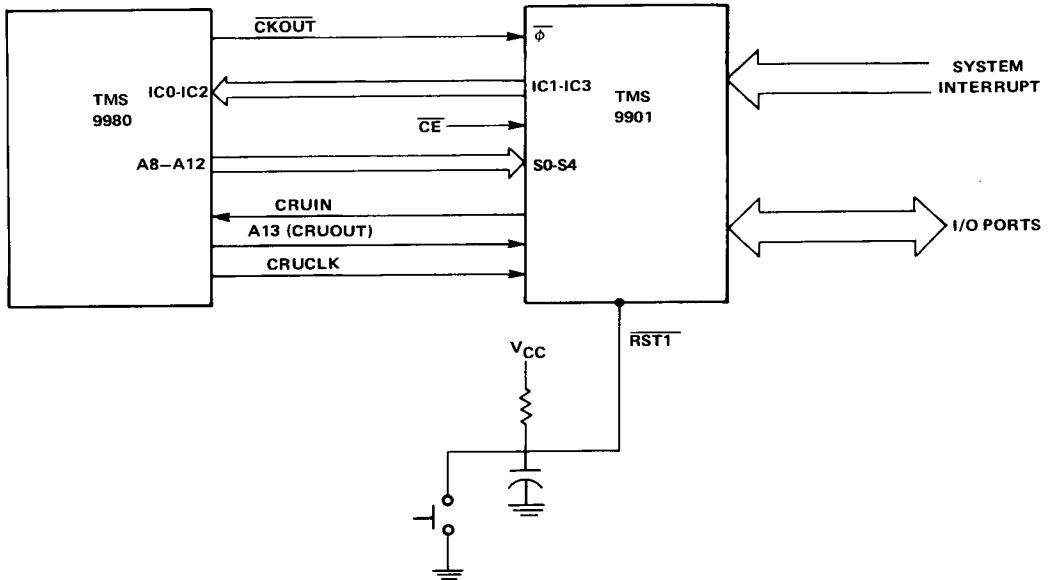 CKOUT
φ
IC0-IC2
IC1-IC3
TMS
9980
TMS
9901
SYSTEM
INTERRUPT
CE
A8–A12
S0-S4
CRUIN
A13 (CRUOUT)
CRUCLK
I/O PORTS
RST1
VCC